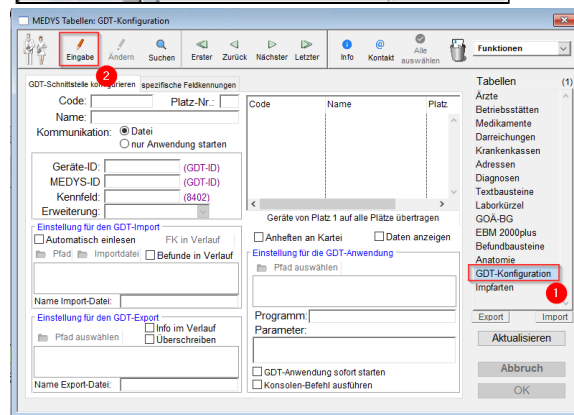 MEDYS Tabellen: GDT-Konfiguration
Eingabe Ändern Suchen Erster Zurück Nächster Letzter Info Kontakt Alle auswählen Funktionen
2
GDT-Schnittstelle konfigurieren spezifische Feldkennungen
Code: Platz-Nr.:
Name:
Kommunikation: Datei
nur Anwendung starten
Geräte-ID: (GDT-ID)
MEDYS-ID (GDT-ID)
Kennfeld: (8402)
Erweiterung:
Einstellung für den GDT-Import
Automatisch einlesen FK in Verlauf
Pfad Importdatei Befunde in Verlauf
Name Import-Datei:
Einstellung für den GDT-Export
Info im Verlauf
Pfad auswählen Überschreiben
Name Export-Datei:
Code Name Platz
Geräte von Platz 1 auf alle Plätze übertragen
Anheften an Kartei Daten anzeigen
Einstellung für die GDT-Anwendung
Pfad auswählen
Programm:
Parameter:
GDT-Anwendung sofort starten
Konsolen-Befehl ausführen
Tabellen (1)
Ärzte
Betriebsstätten
Medikamente
Darreichungen
Krankenkassen
Adressen
Diagnosen
Textbausteine
Laborkürzel
GOÄ-BG
EBM 2000plus
Befundbausteine
Anatomie
GDT-Konfiguration
Impfarten
1
Export Import
Aktualisieren
Abbruch
OK